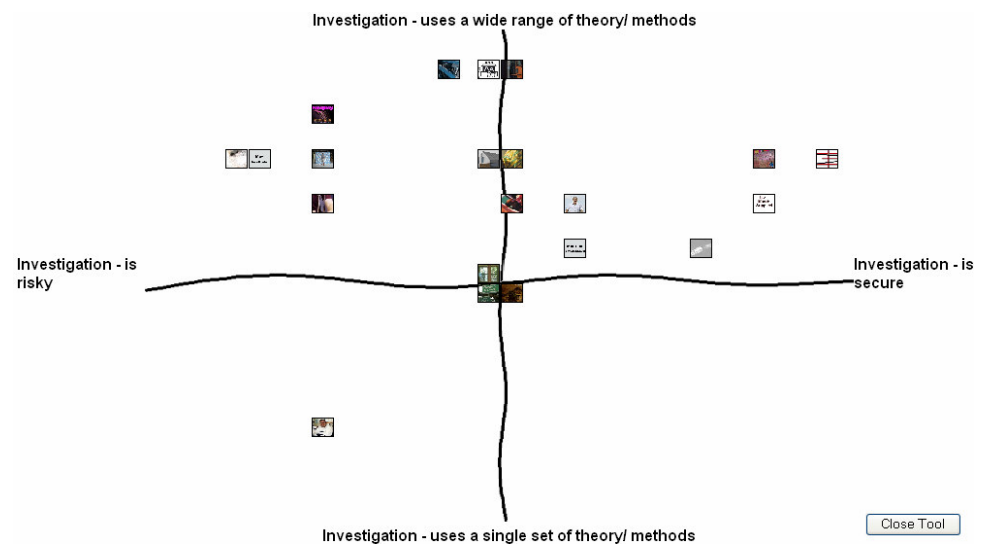 Investigation - uses a wide range of theory/ methods
Investigation - is
risky
Investigation - is
secure
Investigation - uses a single set of theory/ methods
Close Tool